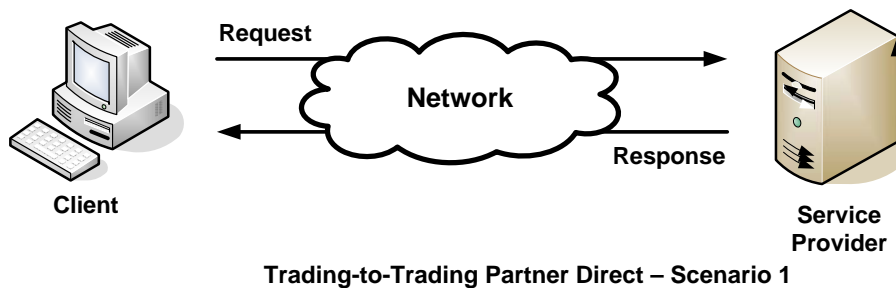 Request
Network
Response
Client
Service
Provider
Trading-to-Trading Partner Direct – Scenario 1